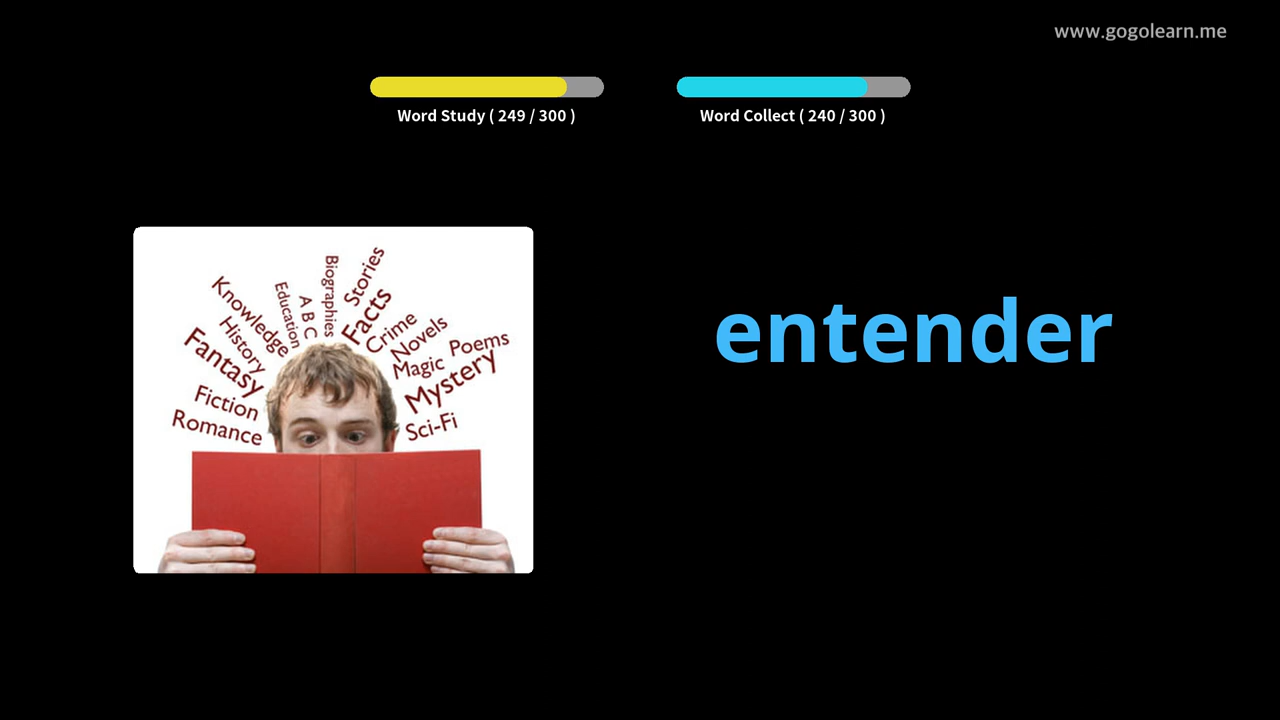 www.gogolearn.me
Word Study ( 249 / 300 )
Word Collect ( 240 / 300 )
Knowledge
Education
A B C
Biographies
Stories
Facts
Crime
Novels
Poems
History
Fantasy
Magic
Mystery
Fiction
Romance
Sci-Fi
entender